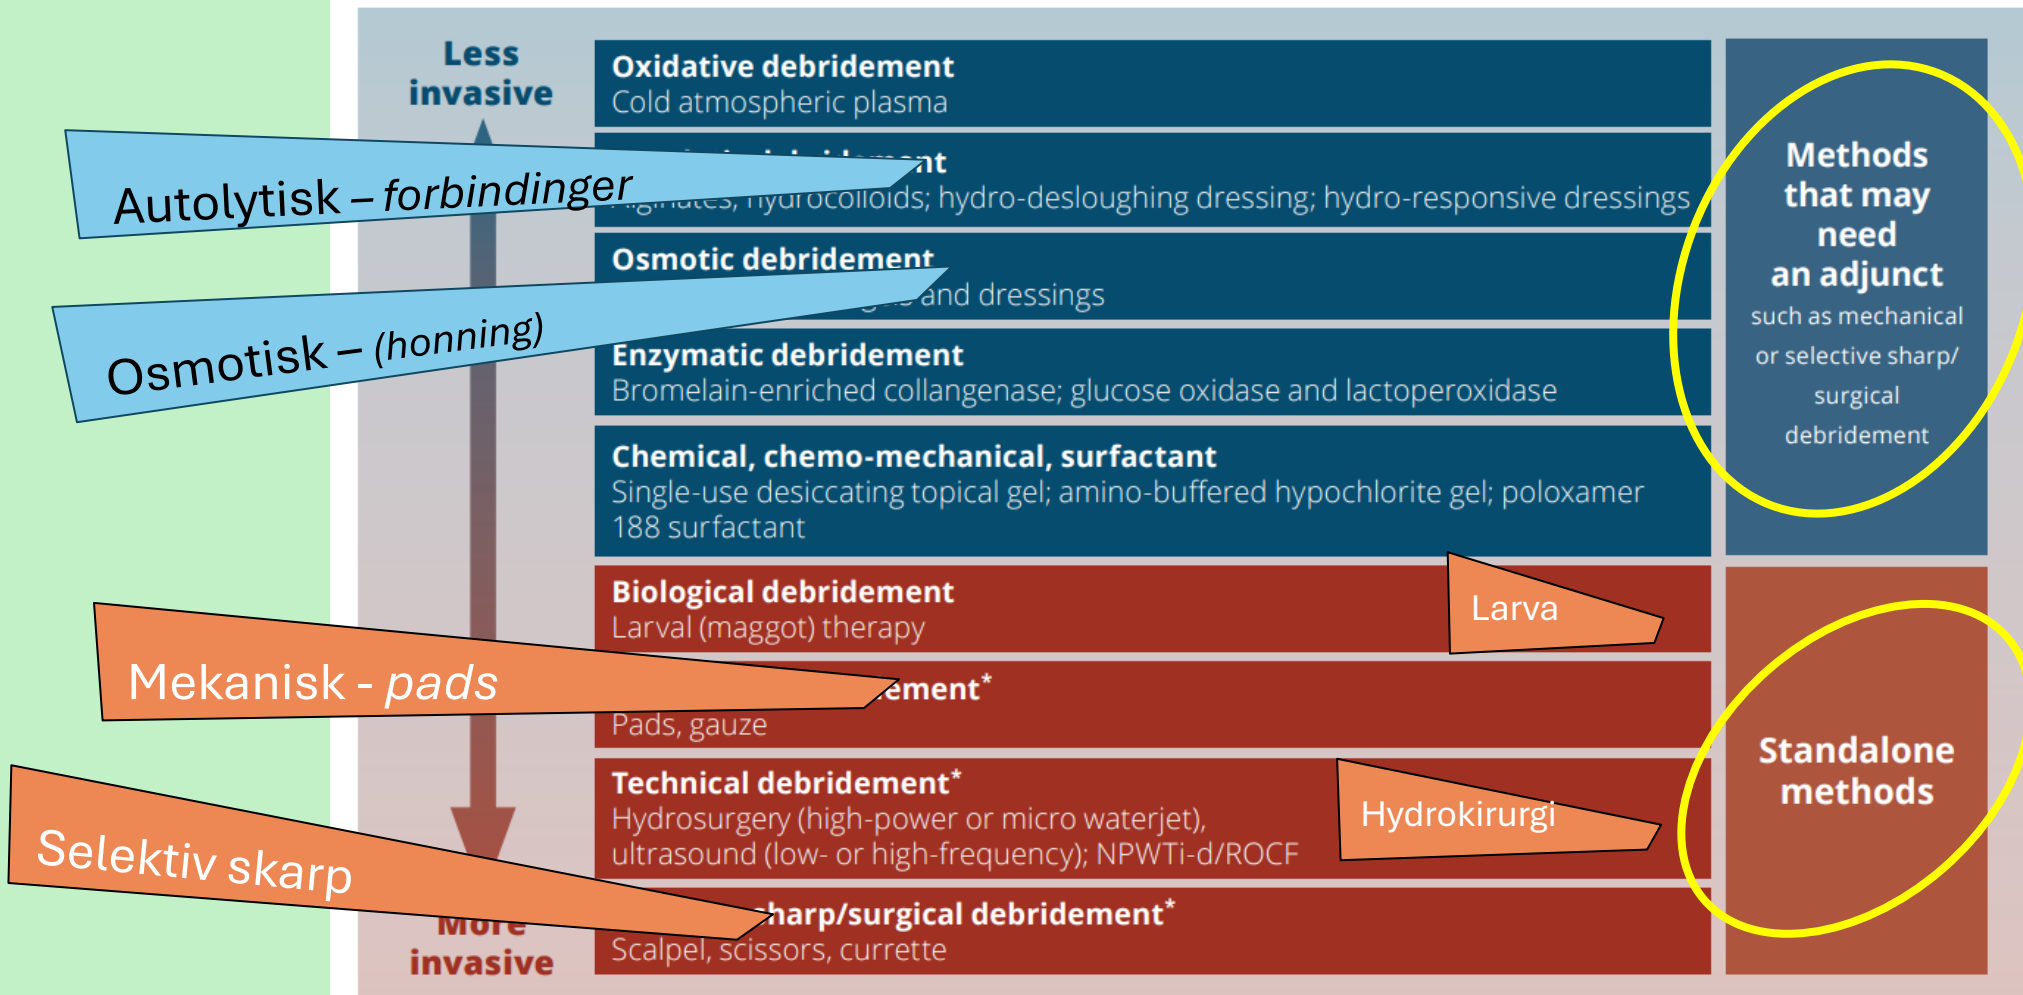 Less
invasive
Oxidative debridement
Cold atmospheric plasma
Autolytisk – forbindinger
hydrocolloids; hydro-desloughing dressing; hydro-responsive dressings
Osmotisk – (honning)
Osmotic debridement
and dressings
Enzymatic debridement
Bromelain-enriched collangenase; glucose oxidase and lactoperoxidase
Chemical, chemo-mechanical, surfactant
Single-use desiccating topical gel; amino-buffered hypochlorite gel; poloxamer
188 surfactant
Methods
that may
need
an adjunct
such as mechanical
or selective sharp/
surgical
debridement
Biological debridement
Larval (maggot) therapy
Larva
Mekanisk - pads
Pads, gauze
Technical debridement*
Hydrosurgery (high-power or micro waterjet),
ultrasound (low- or high-frequency); NPWTi-d/ROCF
Hydrokirurgi
Selektiv skarp
sharp/surgical debridement*
Scalpel, scissors, currette
More
invasive
Standalone
methods